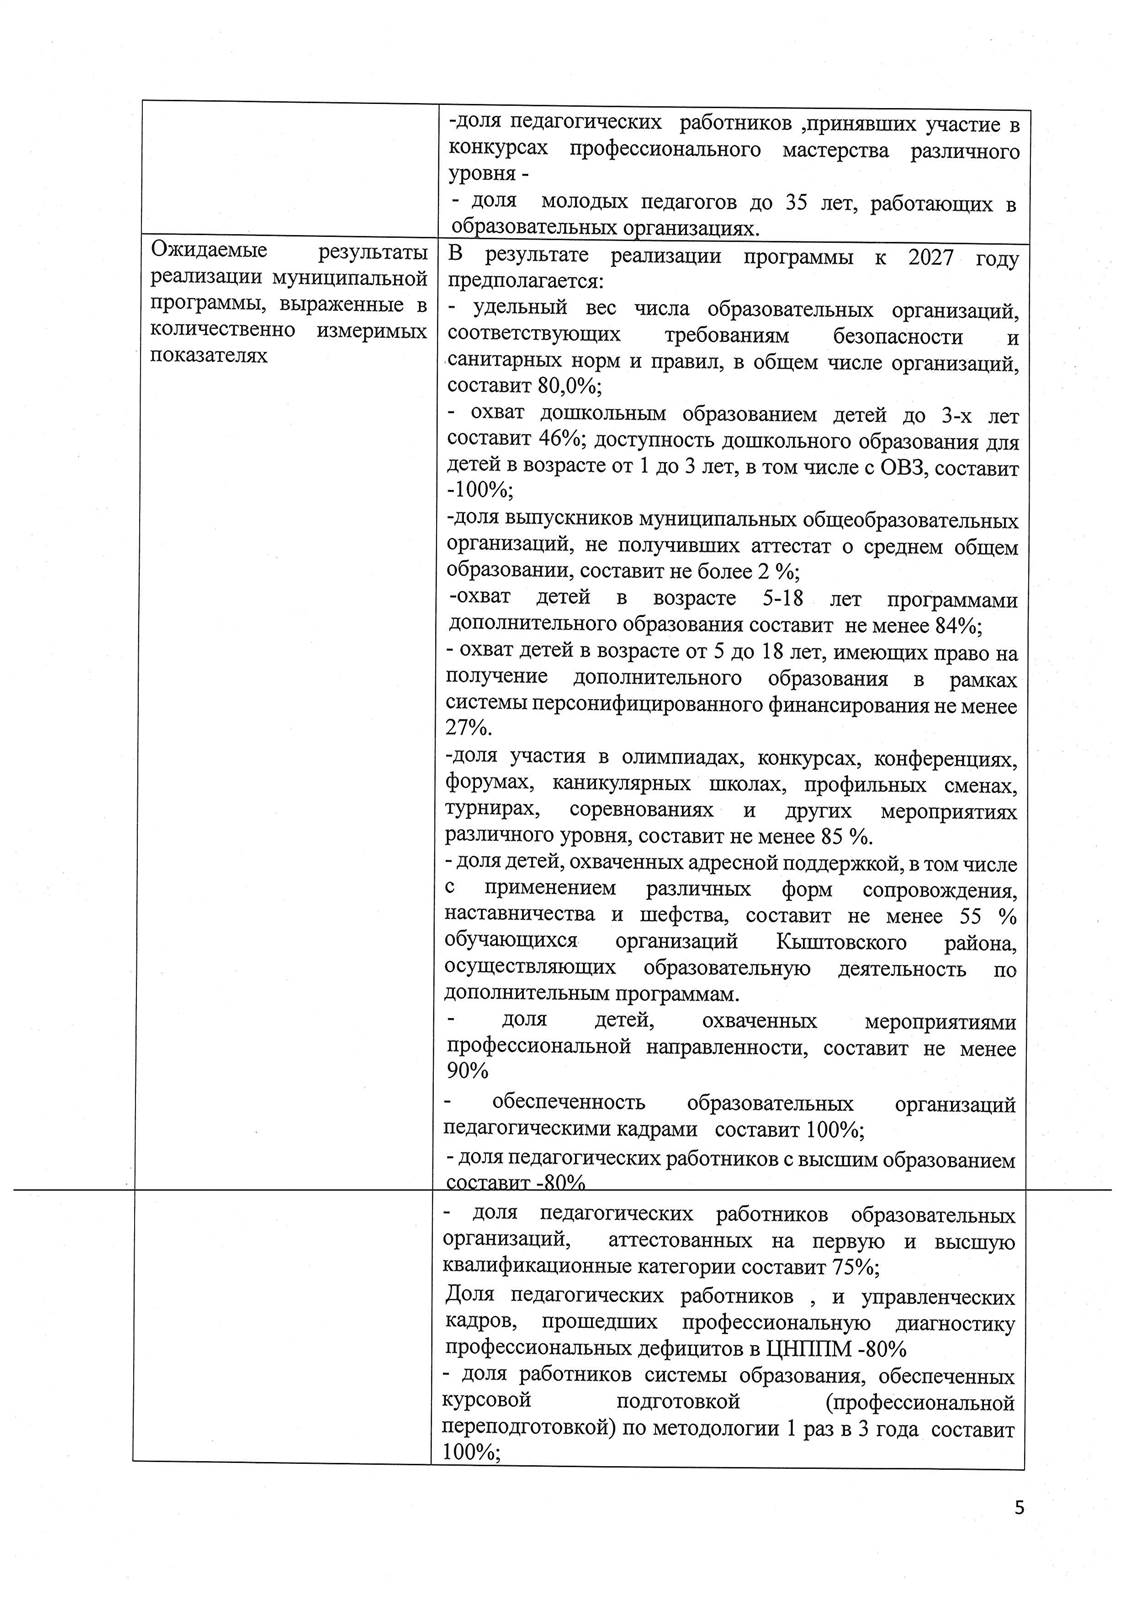 -доля педагогических работников ,принявших участие в
конкурсах профессионального мастерства различного
уровня -
- доля молодых педагогов до 35 лет, работающих в
образовательных организациях.
Ожидаемые результаты
реализации муниципальной
программы, выраженные в
количественно измеримых
показателях
В результате реализации программы к 2027 году
предполагается:
- удельный вес числа образовательных организаций,
соответствующих требованиям безопасности и
санитарных норм и правил, в общем числе организаций,
составит 80,0%;
- охват дошкольным образованием детей до 3-х лет
составит 46%; доступность дошкольного образования для
детей в возрасте от 1 до 3 лет, в том числе с ОВЗ, составит
-100%;
-доля выпускников муниципальных общеобразовательных
организаций, не получивших аттестат о среднем общем
образовании, составит не более 2 %;
-охват детей в возрасте 5-18 лет программами
дополнительного образования составит не менее 84%;
- охват детей в возрасте от 5 до 18 лет, имеющих право на
получение дополнительного образования в рамках
системы персонифицированного финансирования не менее
27%.
-доля участия в олимпиадах, конкурсах, конференциях,
форумах, каникулярных школах, профильных сменах,
турнирах, соревнованиях и других мероприятиях
различного уровня, составит не менее 85 %.
- доля детей, охваченных адресной поддержкой, в том числе
с применением различных форм сопровождения,
наставничества и шефства, составит не менее 55 %
обучающихся организаций Кыштовского района,
осуществляющих образовательную деятельность по
дополнительным программам.
- доля детей, охваченных мероприятиями
профессиональной направленности, составит не менее
90%
- обеспеченность образовательных организаций
педагогическими кадрами составит 100%;
- доля педагогических работников с высшим образованием
составит -80%
- доля педагогических работников образовательных
организаций, аттестованных на первую и высшую
квалификационные категории составит 75%;
Доля педагогических работников , и управленческих
кадров, прошедших профессиональную диагностику
профессиональных дефицитов в ЦНППМ -80%
- доля работников системы образования, обеспеченных
курсовой подготовкой (профессиональной
переподготовкой) по методологии 1 раз в 3 года составит
100%;
5